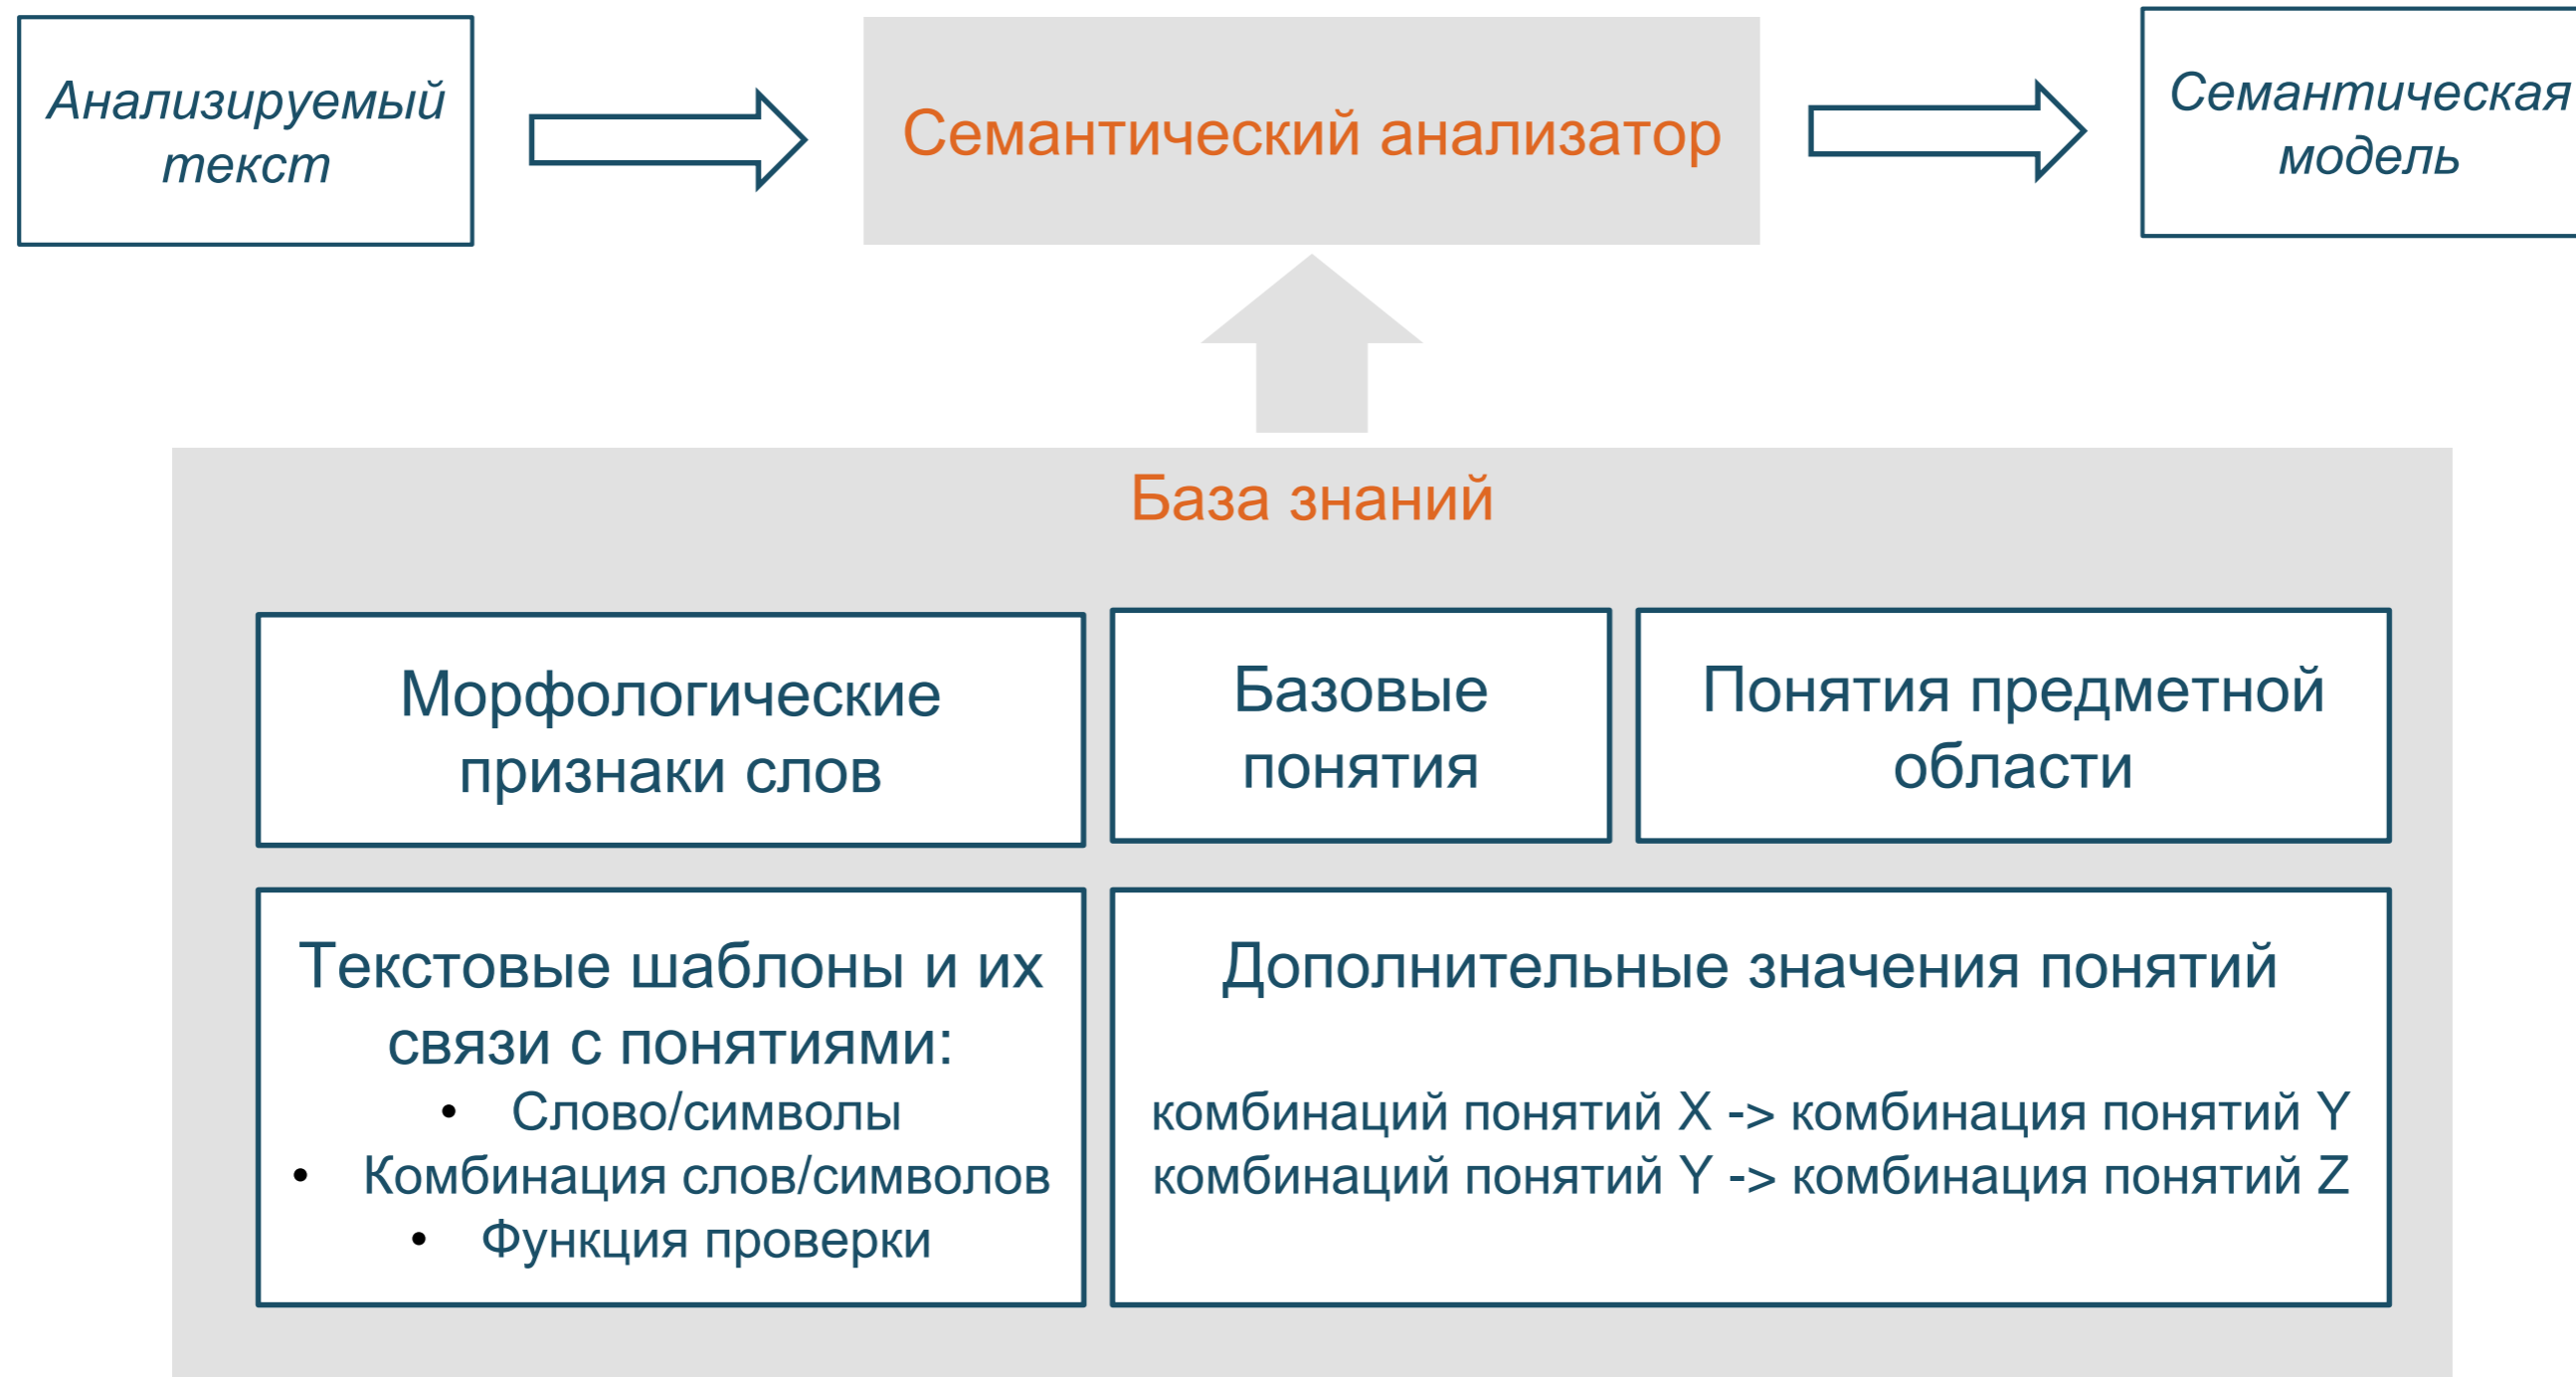 Анализируемый
текст
Семантический анализатор
Семантическая
модель
База знаний
Морфологические
признаки слов
Базовые
понятия
Понятия предметной
области
Текстовые шаблоны и их
связи с понятиями:
• Слово/символы
• Комбинация слов/символов
• Функция проверки
Дополнительные значения понятий
комбинаций понятий X -> комбинация понятий Y
комбинаций понятий Y -> комбинация понятий Z